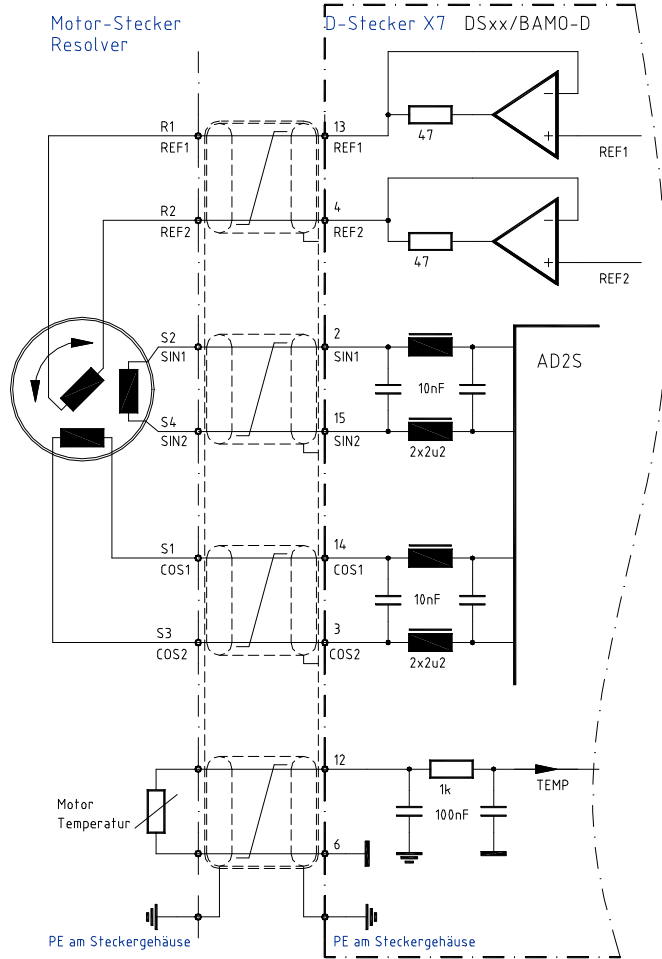 Motor-Stecker
Resolver
D-Stecker X7 DSxx/BAMO-D
R1
REF1
13
REF1
47
−
+
REF1
R2
REF2
4
REF2
47
−
+
REF2
S2
SIN1
2
SIN1
10nF
AD2S
S4
SIN2
15
SIN2
2x2u2
S1
COS1
14
COS1
10nF
S3
COS2
3
COS2
2x2u2
12
1k
TEMP
Motor
Temperatur
100nF
6
PE am Steckergehäuse
PE am Steckergehäuse